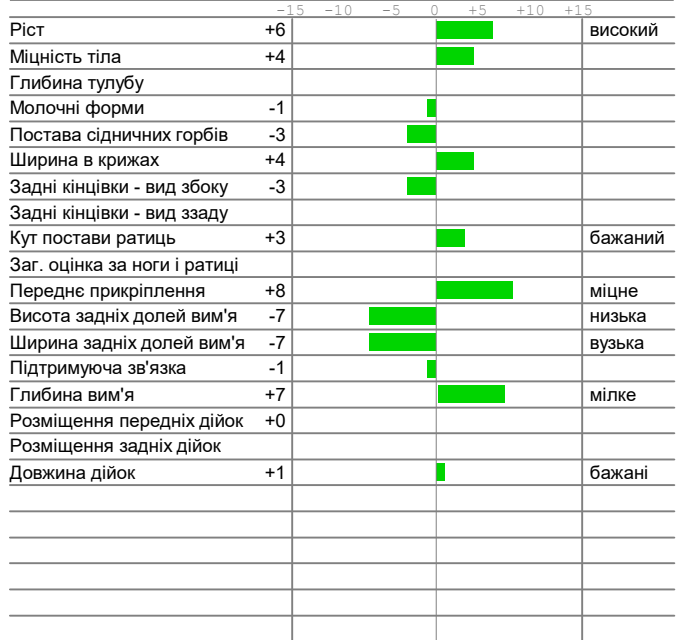 -15 -10 -5 0 +5 +10 +15
Ріст +6 високий
Міцність тіла +4
Глибина тулубу
Молочні форми -1
Постава сідничних горбів -3
Ширина в крижах +4
Задні кінцівки - вид збоку -3
Задні кінцівки - вид ззаду
Кут постави ратиць +3 бажаний
Заг. оцінка за ноги і ратиці
Переднє прикріплення +8 міцне
Висота задніх долей вим'я -7 низька
Ширина задніх долей вим'я -7 вузька
Підтримуюча зв'язка -1
Глибина вим'я +7 мілке
Розміщення передніх дійок +0
Розміщення задніх дійок
Довжина дійок +1 бажані